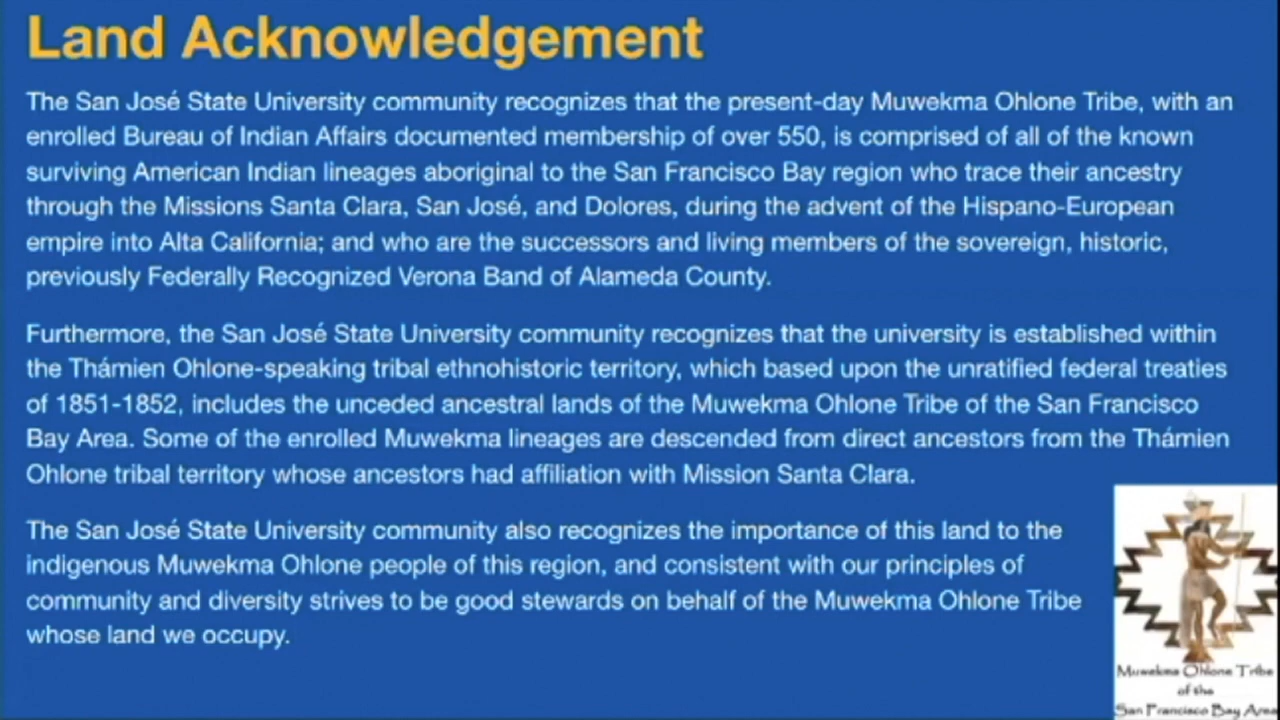 Land Acknowledgement
The San José State University community recognizes that the present-day Muwekma Ohlone Tribe, with an
enrolled Bureau of Indian Affairs documented membership of over 550, is comprised of all of the known
surviving American Indian lineages aboriginal to the San Francisco Bay region who trace their ancestry
through the Missions Santa Clara, San José, and Dolores, during the advent of the Hispano-European
empire into Alta California; and who are the successors and living members of the sovereign, historic,
previously Federally Recognized Verona Band of Alameda County.
Furthermore, the San José State University community recognizes that the university is established within
the Thámien Ohlone-speaking tribal ethnohistoric territory, which based upon the unratified federal treaties
of 1851-1852, includes the unceded ancestral lands of the Muwekma Ohlone Tribe of the San Francisco
Bay Area. Some of the enrolled Muwekma lineages are descended from direct ancestors from the Thámien
Ohlone tribal territory whose ancestors had affiliation with Mission Santa Clara.
The San José State University community also recognizes the importance of this land to the
indigenous Muwekma Ohlone people of this region, and consistent with our principles of
community and diversity strives to be good stewards on behalf of the Muwekma Ohlone Tribe
whose land we occupy.
Muwekma Ohlone Tribe
of the
San Francisco Bay Area